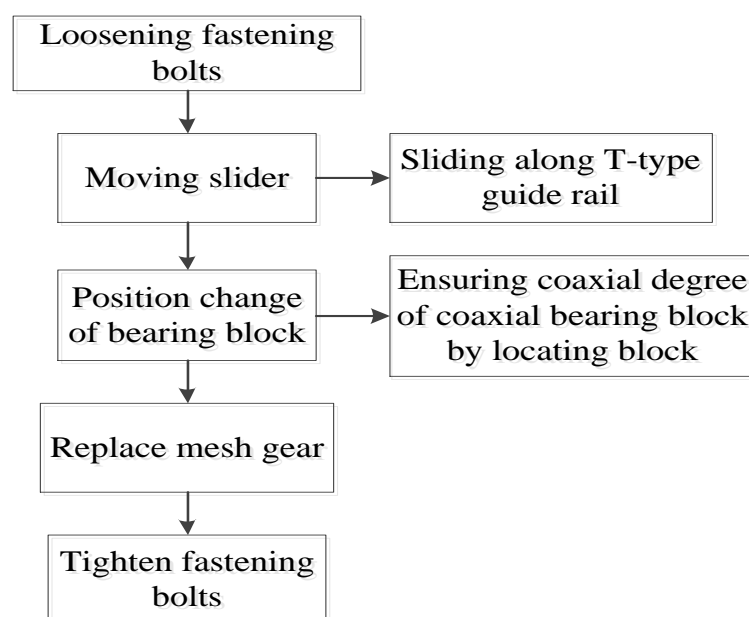 Loosening fastening
bolts
Moving slider
Sliding along T-type
guide rail
Position change
of bearing block
Ensuring coaxial degree
of coaxial bearing block
by locating block
Replace mesh gear
Tighten fastening
bolts